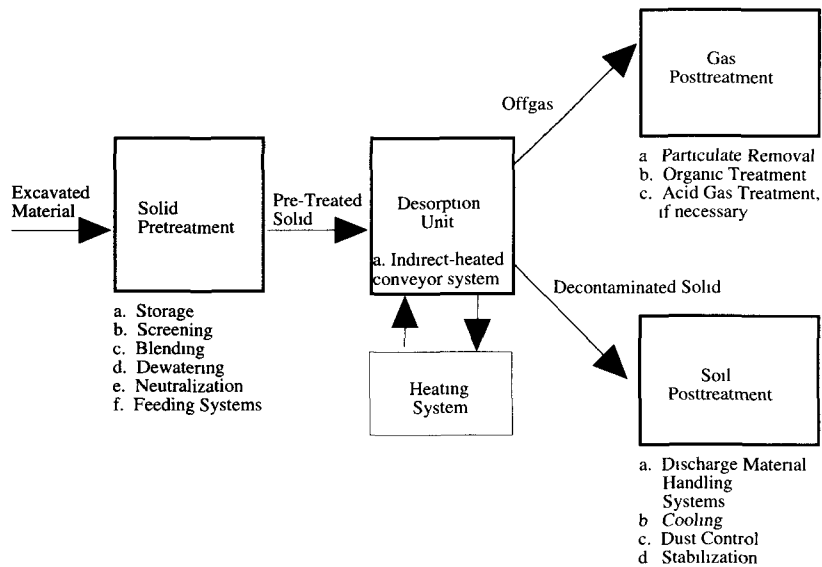 Excavated
Material
Solid
Pretreatment
a. Storage
b. Screening
c. Blending
d. Dewatering
e. Neutralization
f. Feeding Systems
Pre-Treated
Solid
Desorption
Unit
a. Indirect-heated
conveyor system
Heating
System
Offgas
Gas
Posttreatment
a Particulate Removal
b. Organic Treatment
c. Acid Gas Treatment,
if necessary
Decontaminated Solid
Soil
Posttreatment
a. Discharge Material
Handling
Systems
b Cooling
c. Dust Control
d Stabilization